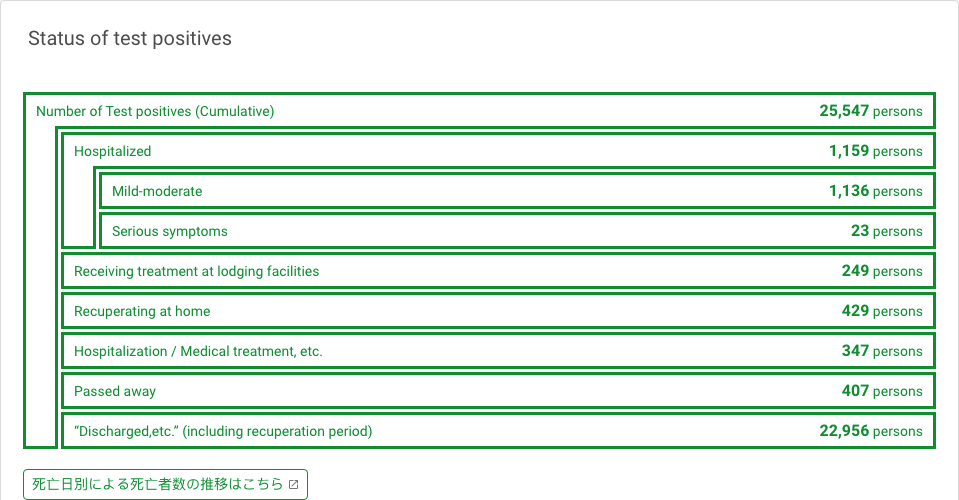 Status of test positives
Number of Test positives (Cumulative) 25,547 persons
Hospitalized 1,159 persons
Mild-moderate 1,136 persons
Serious symptoms 23 persons
Receiving treatment at lodging facilities 249 persons
Recuperating at home 429 persons
Hospitalization / Medical treatment, etc. 347 persons
Passed away 407 persons
“Discharged,etc.” (including recuperation period) 22,956 persons
死亡日別による死亡者数の推移はこちら